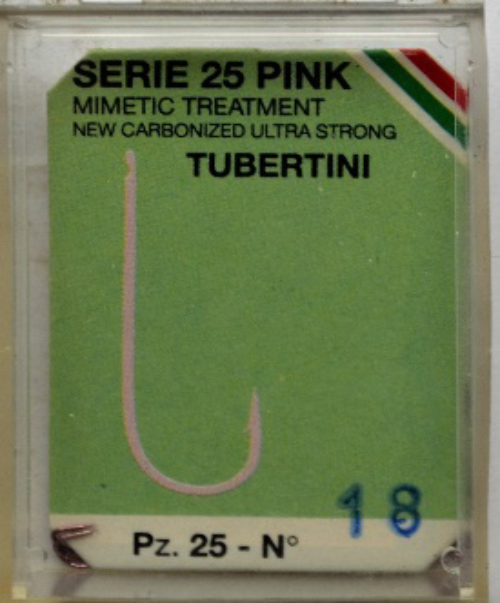 SERIE 25 PINK
MIMETIC TREATMENT
NEW CARBONIZED ULTRA STRONG
TUBERTINI
18
Pz. 25 - N°